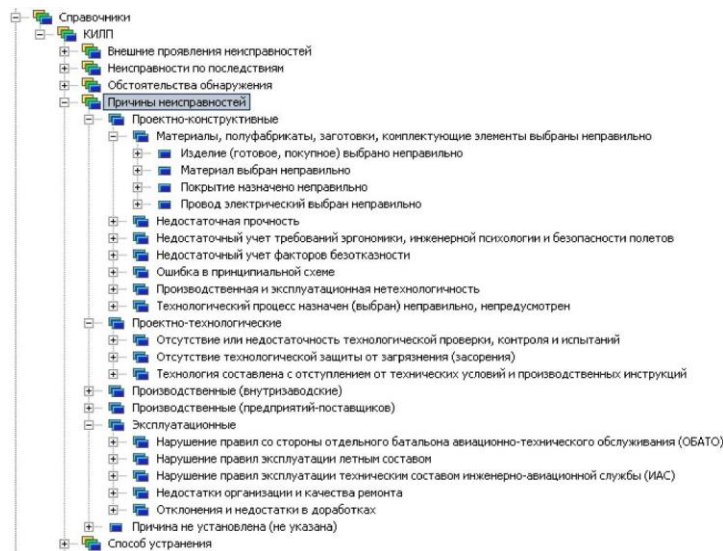 Справочники
КИЛП
Внешние проявления неисправностей
Неисправности по последствиям
Обстоятельства обнаружения
Причины неисправностей
Проектно-конструктивные
Материалы, полуфабрикаты, заготовки, комплектующие элементы выбраны неправильно
Изделие (готовое, покупное) выбрано неправильно
Материал выбран неправильно
Покрытие назначено неправильно
Провод электрический выбран неправильно
Недостаточная прочность
Недостаточный учет требований эргономики, инженерной психологии и безопасности полетов
Недостаточный учет факторов безотказности
Ошибка в принципиальной схеме
Производственная и эксплуатационная нетехнологичность
Технологический процесс назначен (выбран) неправильно, непредусмотрен
Проектно-технологические
Отсутствие или недостаточность технологической проверки, контроля и испытаний
Отсутствие технологической защиты от загрязнения (засорения)
Технология составлена с отступлением от технических условий и производственных инструкций
Производственные (внутризаводские)
Производственные (предприятий-поставщиков)
Эксплуатационные
Нарушение правил со стороны отдельного батальона авиационно-технического обслуживания (ОБАТО)
Нарушение правил эксплуатации летным составом
Нарушение правил эксплуатации техническим составом инженерно-авиационной службы (ИАС)
Недостатки организации и качества ремонта
Отклонения и недостатки в доработках
Причина не установлена (не указана)
Способ устранения